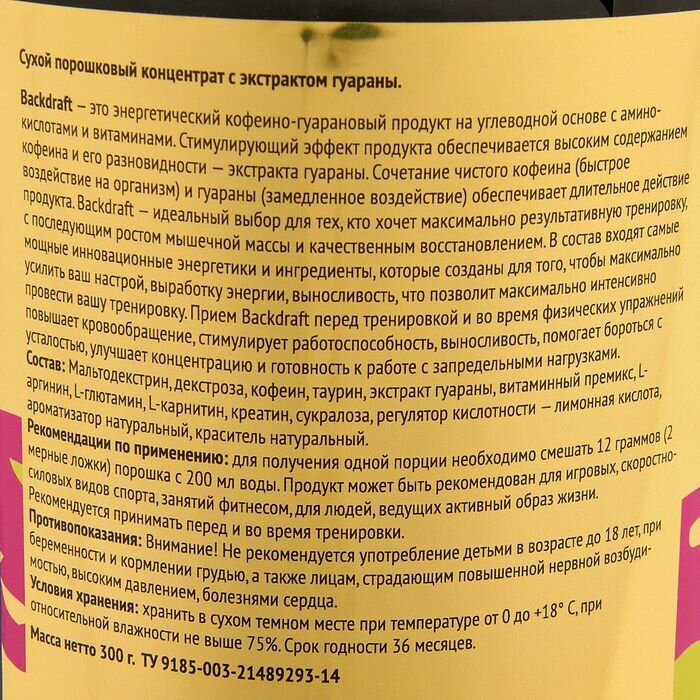 Сухой порошковый концентрат с экстрактом гуараны.
Backdraft – это энергетический кофеино-гуарановый продукт на углеводной основе с амино-
кислотами и витаминами. Стимулирующий эффект продукта обеспечивается высоким содержанием
кофеина и его разновидности – экстракта гуараны. Сочетание чистого кофеина (быстрое
воздействие на организм) и гуараны (замедленное воздействие) обеспечивает длительное действие
продукта. Backdraft – идеальный выбор для тех, кто хочет максимально результативную тренировку,
с последующим ростом мышечной массы и качественным восстановлением. В состав входят самые
мощные инновационные энергетики и ингредиенты, которые созданы для того, чтобы максимально
усилить ваш настрой, выработку энергии, выносливость, что позволит максимально интенсивно
провести вашу тренировку. Прием Backdraft перед тренировкой и во время физических упражнений
повышает кровообращение, стимулирует работоспособность, выносливость, помогает бороться с
усталостью, улучшает концентрацию и готовность к работе с запредельными нагрузками.
Состав: Мальтодекстрин, декстроза, кофеин, таурин, экстракт гуараны, витаминный премикс, L-
аргинин, L-глютамин, L-карнитин, креатин, сукралоза, регулятор кислотности – лимонная кислота,
ароматизатор натуральный, краситель натуральный.
Рекомендации по применению: для получения одной порции необходимо смешать 12 граммов (2
мерные ложки) порошка с 200 мл воды. Продукт может быть рекомендован для игровых, скоростно-
силовых видов спорта, занятий фитнесом, для людей, ведущих активный образ жизни.
Рекомендуется принимать перед и во время тренировки.
Противопоказания: Внимание! Не рекомендуется употребление детьми в возрасте до 18 лет, при
беременности и кормлении грудью, а также лицам, страдающим повышенной нервной возбуди-
мостью, высоким давлением, болезнями сердца.
Условия хранения: хранить в сухом темном месте при температуре от 0 до +18° С, при
относительной влажности не выше 75%. Срок годности 36 месяцев.
Масса нетто 300 г. ТУ 9185-003-21489293-14